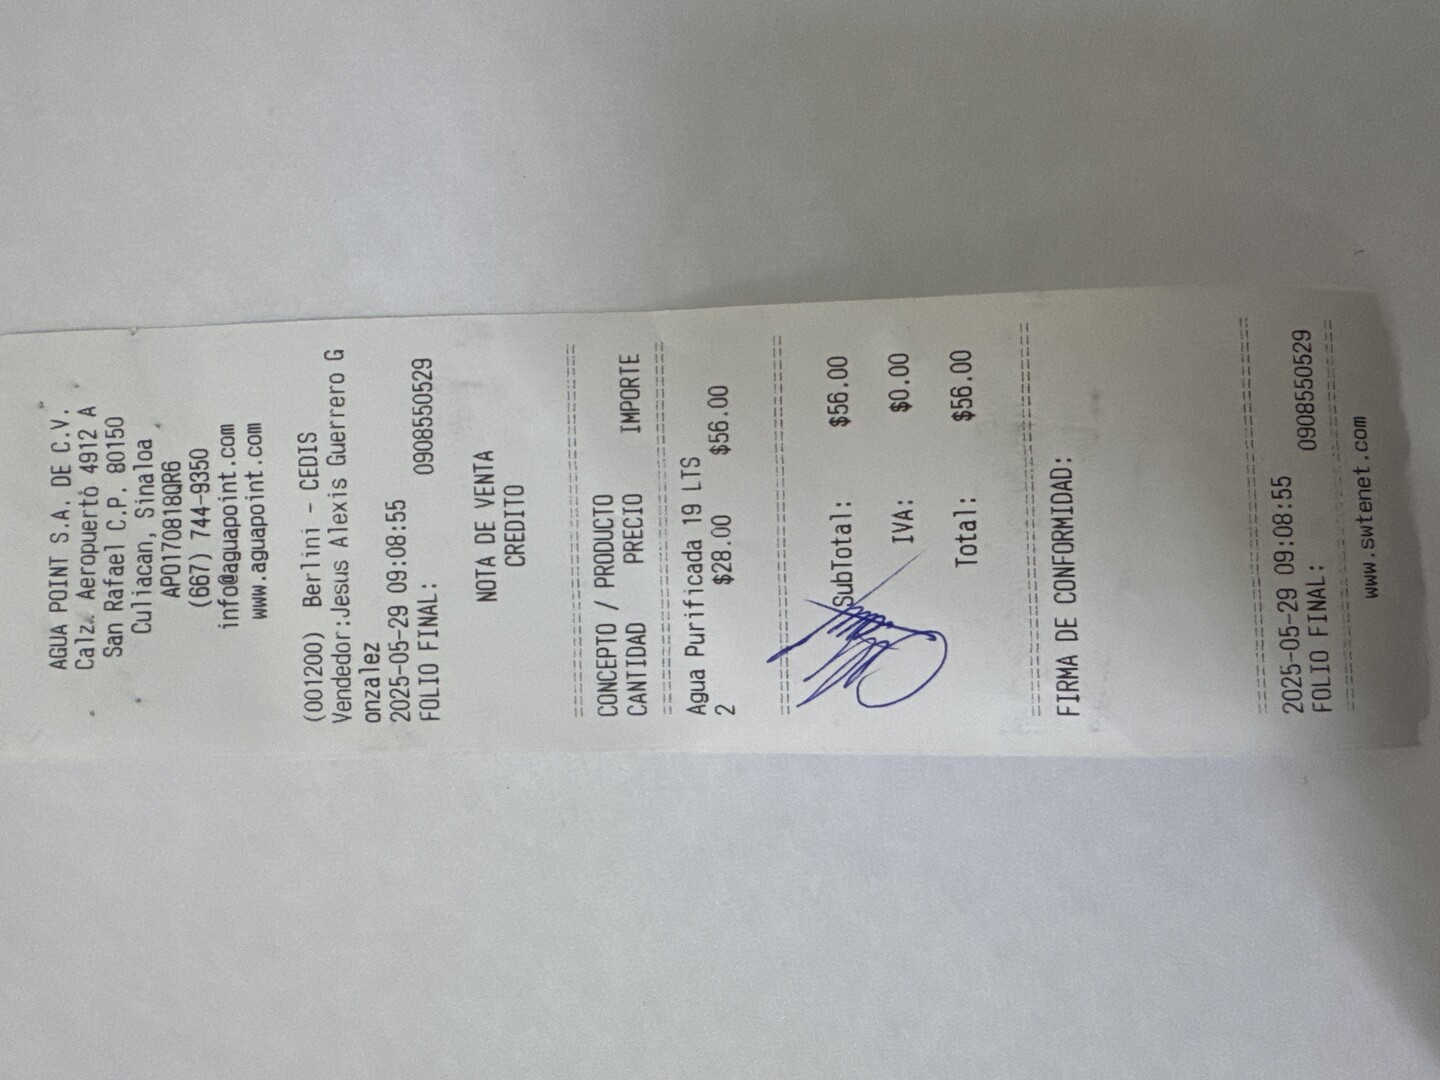 AGUA POINT S.A. DE C.V.
Calz. Aeropuerto 4912 A
San Rafael C.P. 80150
Culiacan, Sinaloa
APO170818QR6
(667) 744-9350
info@aguapoint.com
www.aguapoint.com
(001200) Berlini - CEDIS
Vendedor:Jesus Alexis Guerrero G
onzalez
2025-05-29 09:08:55
FOLIO FINAL: 0908550529
NOTA DE VENTA
CREDITO
CONCEPTO / PRODUCTO
CANTIDAD PRECIO IMPORTE
Agua Purificada 19 LTS
2 $28.00 $56.00
SubTotal: $56.00
IVA: $0.00
Total: $56.00
FIRMA DE CONFORMIDAD:
2025-05-29 09:08:55
FOLIO FINAL: 0908550529
www.swtenet.com